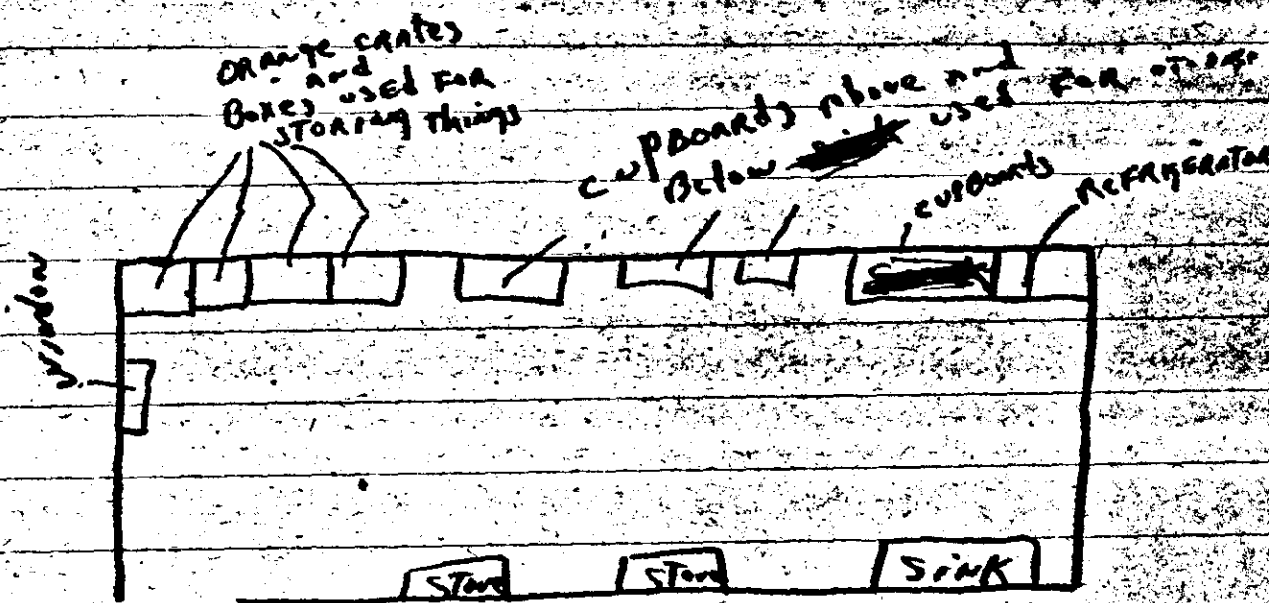 ORANGE CRATES
and
Boxes used FOR
STORING Things
cupBOARDS Above and
Below used FOR
cupBOARDS
REFRIGERATOR
window
STove
STove
SINK